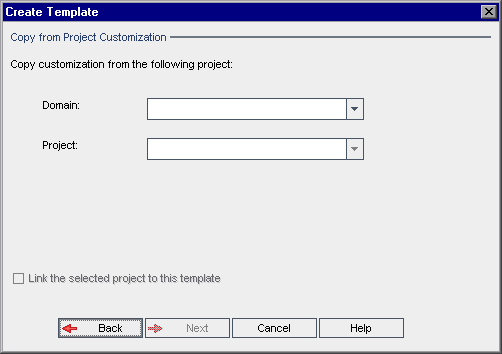 Create Template
Copy from Project Customization
Copy customization from the following project:
Domain:
Project:
Link the selected project to this template
Back Next Cancel Help